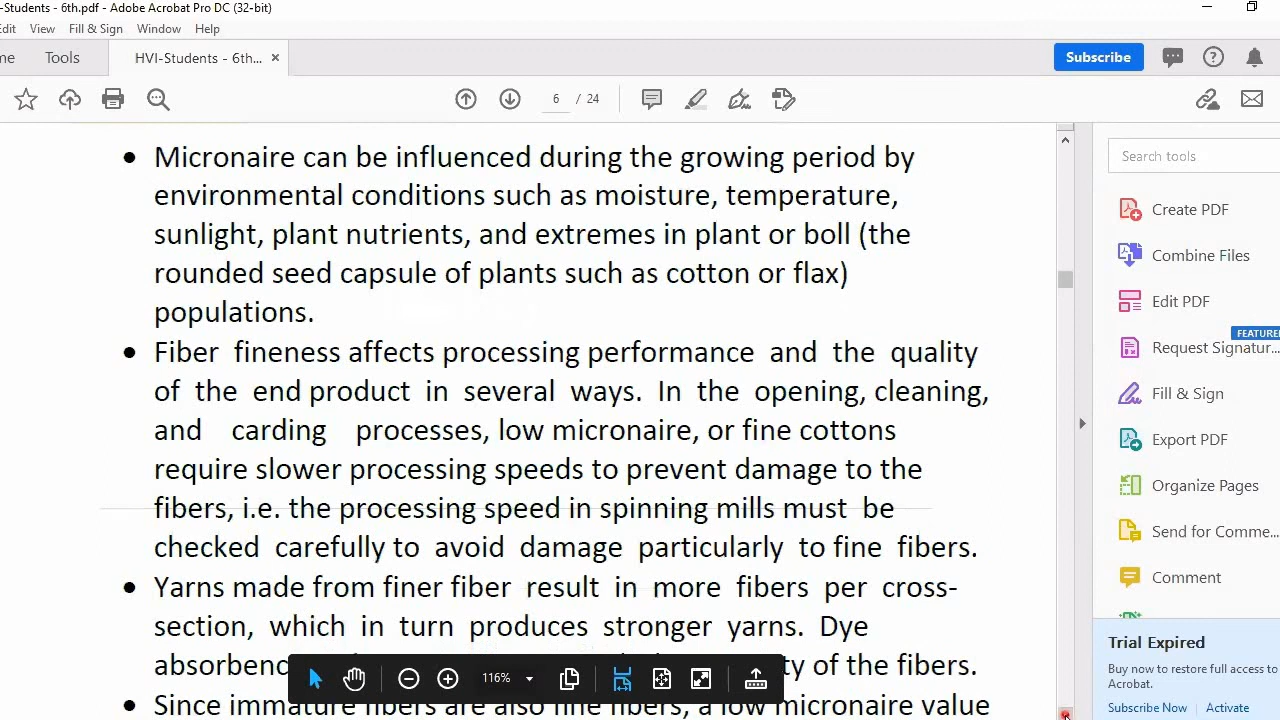 -Students - 6th.pdf - Adobe Acrobat Pro DC (32-bit)
Edit View Fill & Sign Window Help
me Tools HVI-Students - 6th... × Subscribe
6 / 24
Search tools
• Micronaire can be influenced during the growing period by
environmental conditions such as moisture, temperature,
sunlight, plant nutrients, and extremes in plant or boll (the
rounded seed capsule of plants such as cotton or flax)
populations.
• Fiber fineness affects processing performance and the quality
of the end product in several ways. In the opening, cleaning,
and carding processes, low micronaire, or fine cottons
require slower processing speeds to prevent damage to the
fibers, i.e. the processing speed in spinning mills must be
checked carefully to avoid damage particularly to fine fibers.
• Yarns made from finer fiber result in more fibers per cross-
section, which in turn produces stronger yarns. Dye
absorbenc ty of the fibers.
• Since immature fibers are also fine fibers, a low micronaire value
116%
Create PDF
Combine Files
Edit PDF
FEATURE
Request Signatur...
Fill & Sign
Export PDF
Organize Pages
Send for Comme...
Comment
Trial Expired
Buy now to restore full access to
Acrobat.
Subscribe Now Activate